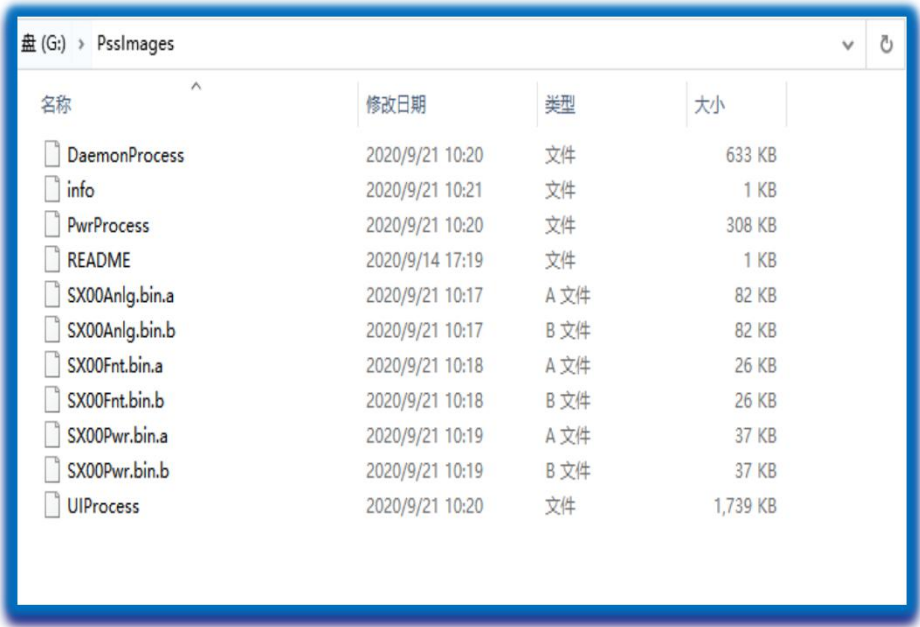 盘 (G:) › PssImages
名称 修改日期 类型 大小
DaemonProcess 2020/9/21 10:20 文件 633 KB
info 2020/9/21 10:21 文件 1 KB
PwrProcess 2020/9/21 10:20 文件 308 KB
README 2020/9/14 17:19 文件 1 KB
SX00Anlg.bin.a 2020/9/21 10:17 A 文件 82 KB
SX00Anlg.bin.b 2020/9/21 10:17 B 文件 82 KB
SX00Fnt.bin.a 2020/9/21 10:18 A 文件 26 KB
SX00Fnt.bin.b 2020/9/21 10:18 B 文件 26 KB
SX00Pwr.bin.a 2020/9/21 10:19 A 文件 37 KB
SX00Pwr.bin.b 2020/9/21 10:19 B 文件 37 KB
UIProcess 2020/9/21 10:20 文件 1,739 KB